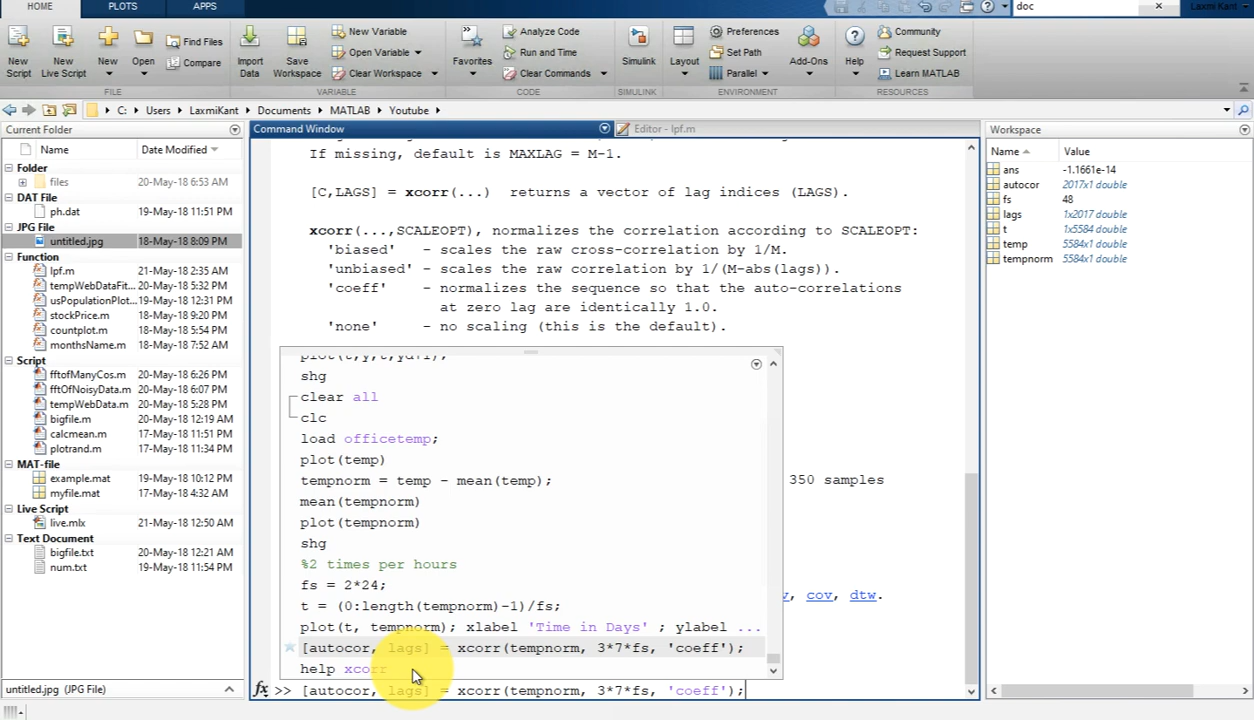 HOME PLOTS APPS doc Laxmi Kant
New Script
New Live Script
New
Open
Find Files
Compare
Import Data
Save Workspace
New Variable
Open Variable
Clear Workspace
Favorites
Analyze Code
Run and Time
Clear Commands
Simulink
Layout
Preferences
Set Path
Parallel
Add-Ons
Help
Community
Request Support
Learn MATLAB
FILE VARIABLE CODE SIMULINK ENVIRONMENT RESOURCES
C: Users LaxmiKant Documents MATLAB Youtube
Current Folder
Name Date Modified
Folder
files 20-May-18 6:53 AM
DAT File
ph.dat 19-May-18 11:51 PM
JPG File
untitled.jpg 18-May-18 8:09 PM
Function
lpf.m 21-May-18 2:35 AM
tempWebDataFit... 20-May-18 5:32 PM
usPopulationPlot... 19-May-18 12:31 PM
stockPrice.m 18-May-18 9:20 PM
countplot.m 18-May-18 5:54 PM
monthsName.m 18-May-18 7:52 AM
Script
fftofManyCos.m 20-May-18 6:26 PM
fftOfNoisyData.m 20-May-18 6:07 PM
tempWebData.m 20-May-18 5:28 PM
bigfile.m 20-May-18 12:19 AM
calcmean.m 17-May-18 11:51 PM
plotrand.m 17-May-18 11:34 PM
MAT-file
example.mat 19-May-18 10:12 PM
myfile.mat 17-May-18 4:32 AM
Live Script
live.mlx 21-May-18 12:50 AM
Text Document
bigfile.txt 20-May-18 12:21 AM
num.txt 19-May-18 11:54 PM
untitled.jpg (JPG File)
Command Window Editor - lpf.m
If missing, default is MAXLAG = M-1.
[C,LAGS] = xcorr(...) returns a vector of lag indices (LAGS).
xcorr(...,SCALEOPT), normalizes the correlation according to SCALEOPT:
'biased' - scales the raw cross-correlation by 1/M.
'unbiased' - scales the raw correlation by 1/(M-abs(lags)).
'coeff' - normalizes the sequence so that the auto-correlations
at zero lag are identically 1.0.
'none' - no scaling (this is the default).
plot(t,y,t,yd+1);
shg
clear all
clc
load officetemp;
plot(temp)
tempnorm = temp - mean(temp);
350 samples
mean(tempnorm)
plot(tempnorm)
shg
%2 times per hours
fs = 2*24;
, cov, dtw.
t = (0:length(tempnorm)-1)/fs;
plot(t, tempnorm); xlabel 'Time in Days' ; ylabel ...
[autocor, lags] = xcorr(tempnorm, 3*7*fs, 'coeff');
help xcorr
fx >> [autocor, lags] = xcorr(tempnorm, 3*7*fs, 'coeff');
Workspace
Name Value
ans -1.1661e-14
autocor 2017x1 double
fs 48
lags 1x2017 double
t 1x5584 double
temp 5584x1 double
tempnorm 5584x1 double